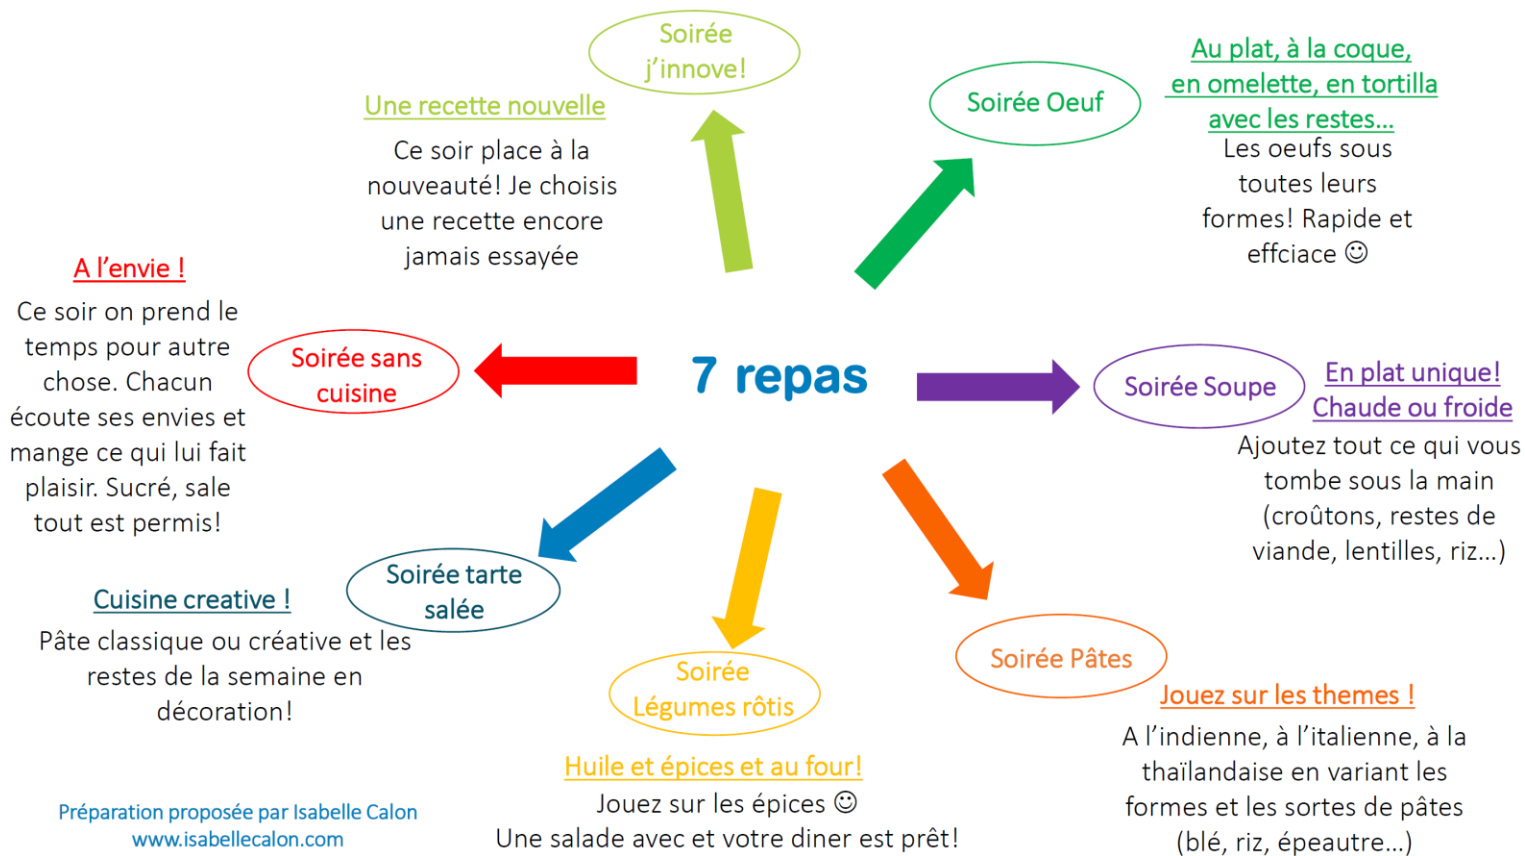 Soirée
j'innove!
Une recette nouvelle
Ce soir place à la
nouveauté! Je choisis
une recette encore
jamais essayée
Soirée Oeuf
Au plat, à la coque,
en omelette, en tortilla
avec les restes...
Les oeufs sous
toutes leurs
formes! Rapide et
effciace ☺
A l'envie !
Ce soir on prend le
temps pour autre
chose. Chacun
écoute ses envies et
mange ce qui lui fait
plaisir. Sucré, sale
tout est permis!
Soirée sans
cuisine
7 repas
Soirée Soupe
En plat unique!
Chaude ou froide
Ajoutez tout ce qui vous
tombe sous la main
(croûtons, restes de
viande, lentilles, riz...)
Soirée tarte
salée
Cuisine creative !
Pâte classique ou créative et les
restes de la semaine en
décoration!
Soirée
Légumes rôtis
Huile et épices et au four!
Jouez sur les épices ☺
Une salade avec et votre diner est prêt!
Soirée Pâtes
Jouez sur les themes !
A l'indienne, à l'italienne, à la
thaïlandaise en variant les
formes et les sortes de pâtes
(blé, riz, épeautre...)
Préparation proposée par Isabelle Calon
www.isabellecalon.com